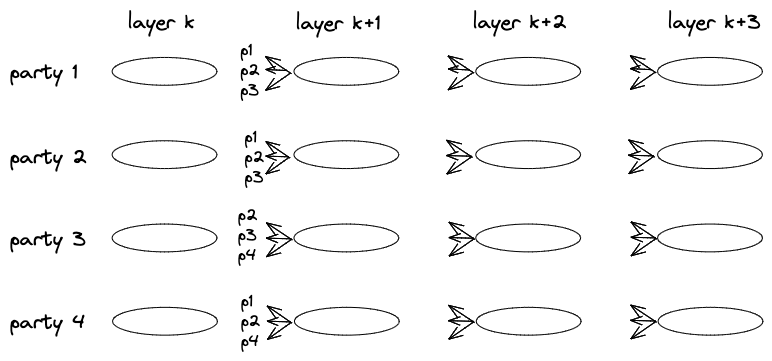 layer k layer k+1 layer k+2 layer k+3
p1
party 1 p2
p3
p1
party 2 p2
p3
p2
party 3 p3
p4
p1
party 4 p2
p4